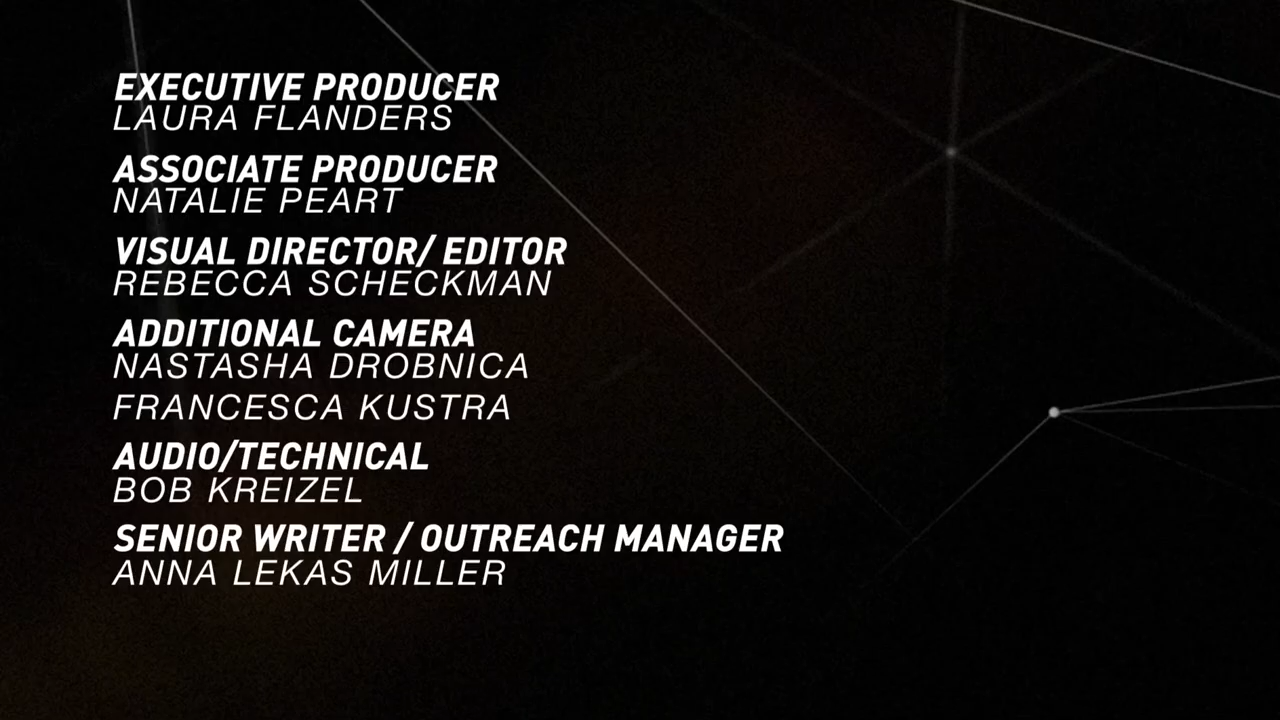 EXECUTIVE PRODUCER
LAURA FLANDERS
ASSOCIATE PRODUCER
NATALIE PEART
VISUAL DIRECTOR/ EDITOR
REBECCA SCHECKMAN
ADDITIONAL CAMERA
NASTASHA DROBNICA
FRANCESCA KUSTRA
AUDIO/TECHNICAL
BOB KREIZEL
SENIOR WRITER / OUTREACH MANAGER
ANNA LEKAS MILLER